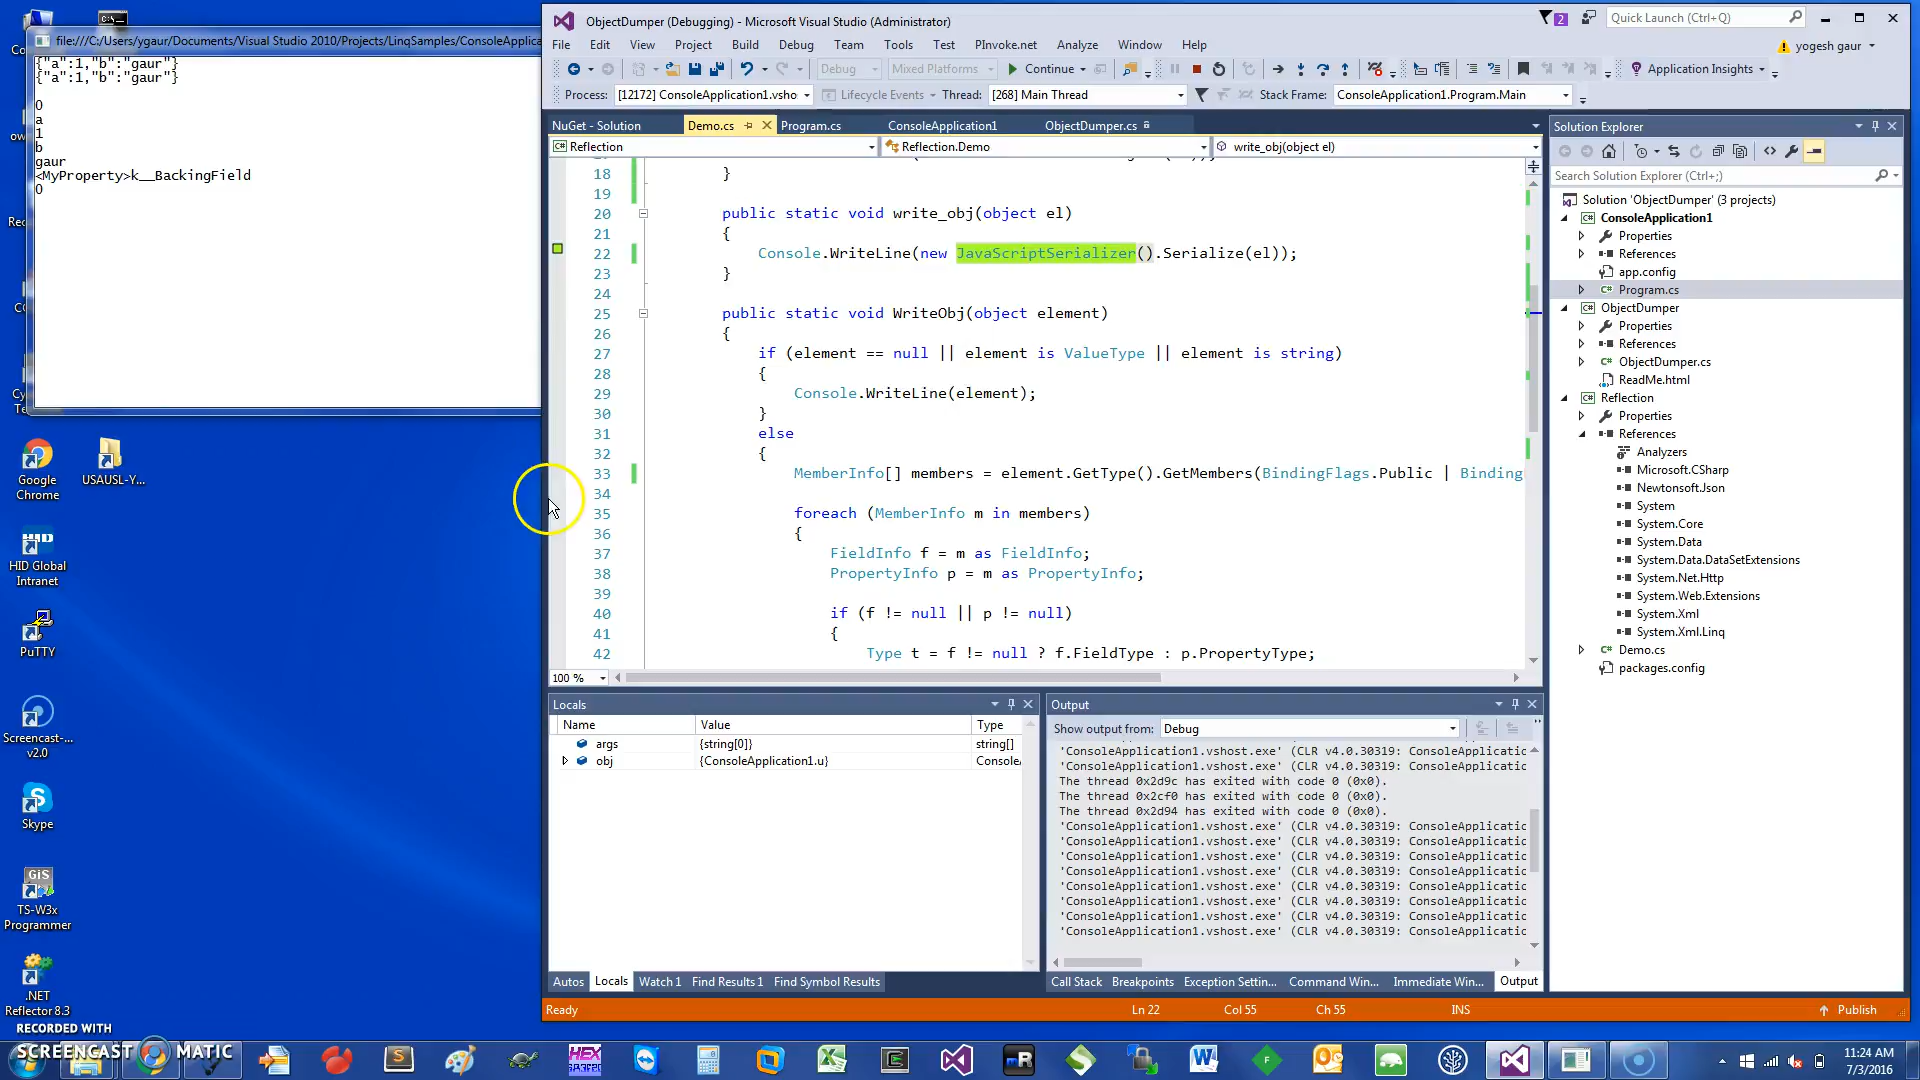 file:///C:/Users/ygaur/Documents/Visual Studio 2010/Projects/LinqSamples/ConsoleApplica
{"a":1,"b":"gaur"}
{"a":1,"b":"gaur"}
0
a
1
b
gaur
<MyProperty>k__BackingField
0
Google Chrome
USAUSL-Y...
HID Global Intranet
PuTTY
Screencast-... v2.0
Skype
GiS
TS-W3x Programmer
.NET Reflector 8.3
RECORDED WITH
SCREENCAST MATIC
ObjectDumper (Debugging) - Microsoft Visual Studio (Administrator)
2
Quick Launch (Ctrl+Q)
File Edit View Project Build Debug Team Tools Test PInvoke.net Analyze Window Help
yogesh gaur
Debug Mixed Platforms Continue Application Insights
Process: [12172] ConsoleApplication1.vshos Lifecycle Events Thread: [268] Main Thread Stack Frame: ConsoleApplication1.Program.Main
NuGet - Solution Demo.cs Program.cs ConsoleApplication1 ObjectDumper.cs
Reflection Reflection.Demo write_obj(object el)
18 }
19
20 public static void write_obj(object el)
21 {
22 Console.WriteLine(new JavaScriptSerializer().Serialize(el));
23 }
24
25 public static void WriteObj(object element)
26 {
27 if (element == null || element is ValueType || element is string)
28 {
29 Console.WriteLine(element);
30 }
31 else
32 {
33 MemberInfo[] members = element.GetType().GetMembers(BindingFlags.Public | Binding
34
35 foreach (MemberInfo m in members)
36 {
37 FieldInfo f = m as FieldInfo;
38 PropertyInfo p = m as PropertyInfo;
39
40 if (f != null || p != null)
41 {
42 Type t = f != null ? f.FieldType : p.PropertyType;
100 %
Locals
Name Value Type
args {string[0]} string[]
obj {ConsoleApplication1.u} ConsoleA
Autos Locals Watch 1 Find Results 1 Find Symbol Results
Output
Show output from: Debug
'ConsoleApplication1.vshost.exe' (CLR v4.0.30319: ConsoleApplicatic
'ConsoleApplication1.vshost.exe' (CLR v4.0.30319: ConsoleApplicatic
The thread 0x2d9c has exited with code 0 (0x0).
The thread 0x2cf0 has exited with code 0 (0x0).
The thread 0x2d94 has exited with code 0 (0x0).
'ConsoleApplication1.vshost.exe' (CLR v4.0.30319: ConsoleApplicatic
'ConsoleApplication1.vshost.exe' (CLR v4.0.30319: ConsoleApplicatic
'ConsoleApplication1.vshost.exe' (CLR v4.0.30319: ConsoleApplicatic
'ConsoleApplication1.vshost.exe' (CLR v4.0.30319: ConsoleApplicatic
'ConsoleApplication1.vshost.exe' (CLR v4.0.30319: ConsoleApplicatic
'ConsoleApplication1.vshost.exe' (CLR v4.0.30319: ConsoleApplicatic
'ConsoleApplication1.vshost.exe' (CLR v4.0.30319: ConsoleApplicatic
'ConsoleApplication1.vshost.exe' (CLR v4.0.30319: ConsoleApplicatic
Call Stack Breakpoints Exception Settin... Command Win... Immediate Win... Output
Solution Explorer
Search Solution Explorer (Ctrl+;)
Solution 'ObjectDumper' (3 projects)
ConsoleApplication1
Properties
References
app.config
Program.cs
ObjectDumper
Properties
References
ObjectDumper.cs
ReadMe.html
Reflection
Properties
References
Analyzers
Microsoft.CSharp
Newtonsoft.Json
System
System.Core
System.Data
System.Data.DataSetExtensions
System.Net.Http
System.Web.Extensions
System.Xml
System.Xml.Linq
Demo.cs
packages.config
Ready Ln 22 Col 55 Ch 55 INS Publish
11:24 AM
7/3/2016